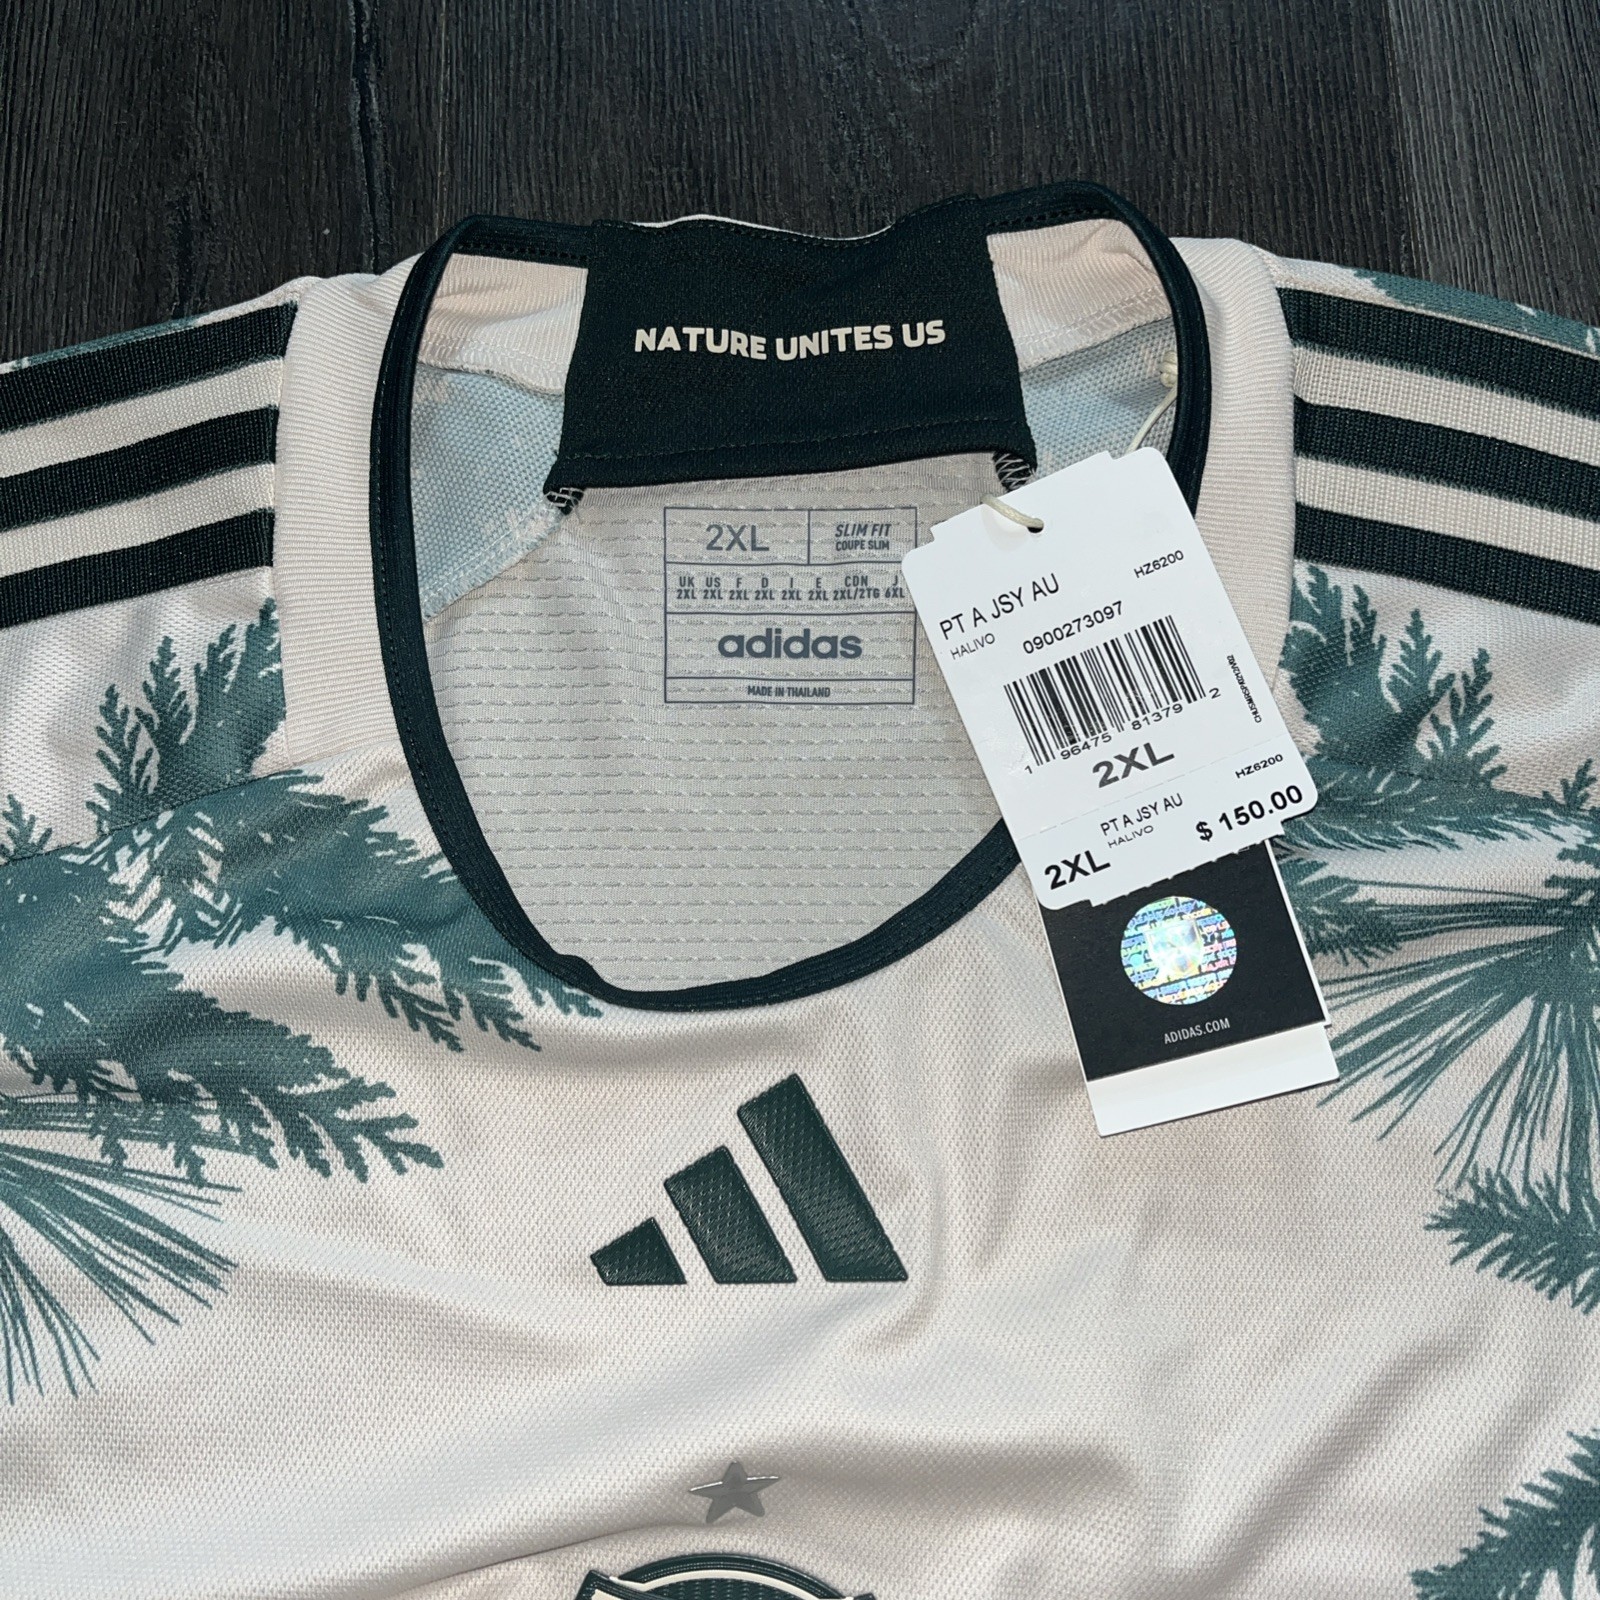 NATURE UNITES US
2XL
SLIM FIT
COUPE SLIM
UK US F D I E CDN J
2XL 2XL 2XL 2XL 2XL 2XL 2XL/2TG 6XL
adidas
MADE IN THAILAND
PT A JSY AU HZ6200
HALIVO 0900273097
1 96475 81379 2
2XL
HZ6200
PT A JSY AU
HALIVO
2XL $ 150.00
ADIDAS.COM